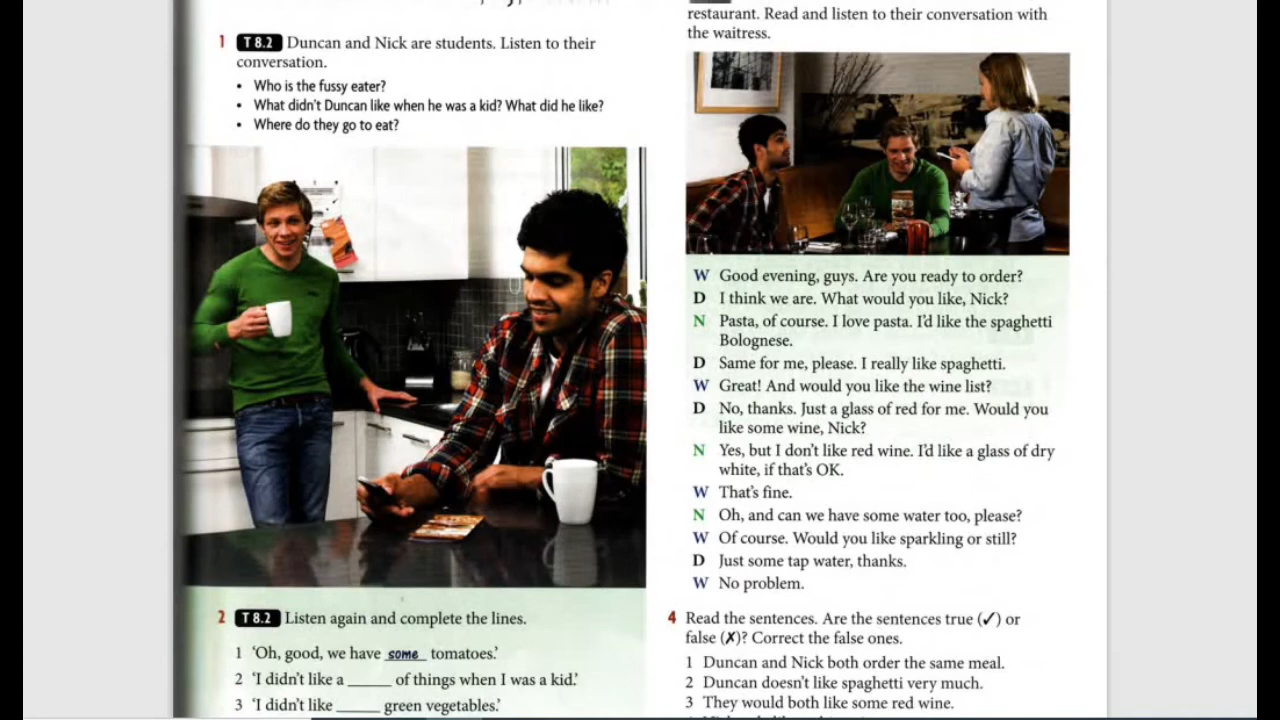 1 T 8.2 Duncan and Nick are students. Listen to their
conversation.
• Who is the fussy eater?
• What didn't Duncan like when he was a kid? What did he like?
• Where do they go to eat?
2 T 8.2 Listen again and complete the lines.
1 'Oh, good, we have some tomatoes.'
2 'I didn't like a _____ of things when I was a kid.'
3 'I didn't like _____ green vegetables.'
restaurant. Read and listen to their conversation with
the waitress.
W Good evening, guys. Are you ready to order?
D I think we are. What would you like, Nick?
N Pasta, of course. I love pasta. I'd like the spaghetti
Bolognese.
D Same for me, please. I really like spaghetti.
W Great! And would you like the wine list?
D No, thanks. Just a glass of red for me. Would you
like some wine, Nick?
N Yes, but I don't like red wine. I'd like a glass of dry
white, if that's OK.
W That's fine.
N Oh, and can we have some water too, please?
W Of course. Would you like sparkling or still?
D Just some tap water, thanks.
W No problem.
4 Read the sentences. Are the sentences true (✓) or
false (✗)? Correct the false ones.
1 Duncan and Nick both order the same meal.
2 Duncan doesn't like spaghetti very much.
3 They would both like some red wine.